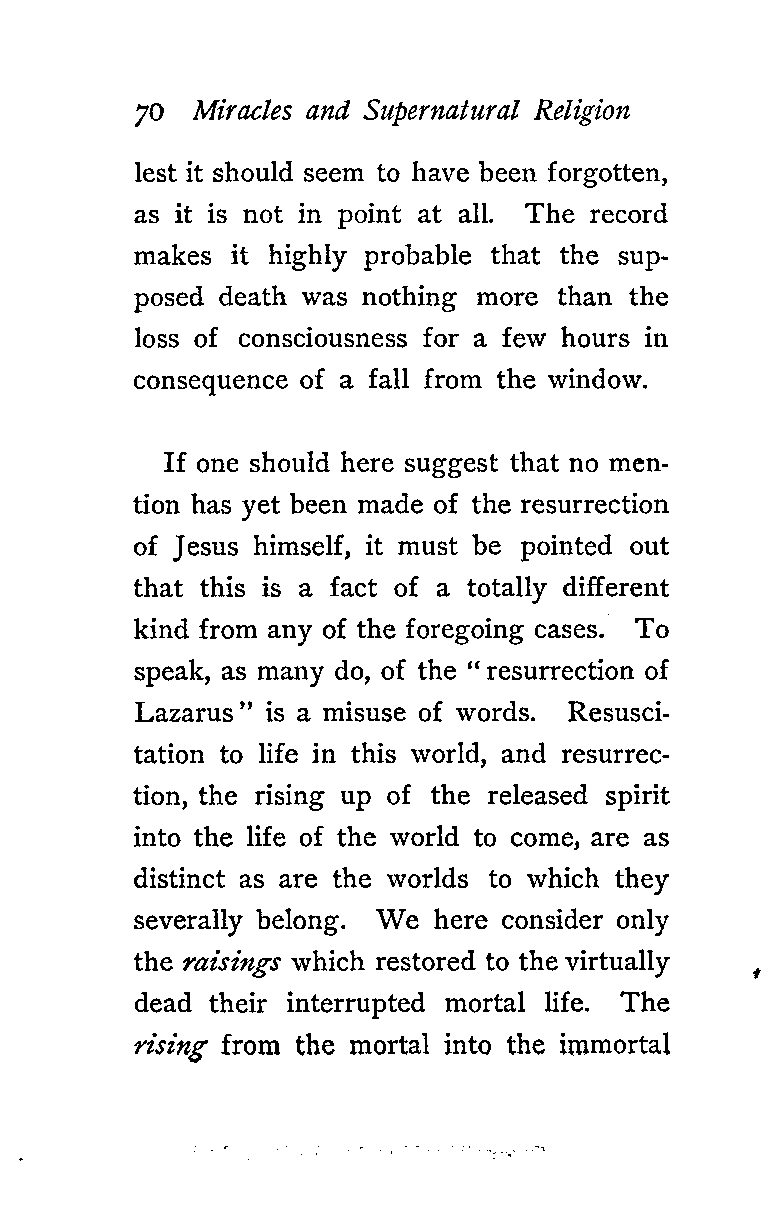 70 Miracles and Supernatural Religion
lest it should seem to have been forgotten,
as it is not in point at all. The record
makes it highly probable that the sup-
posed death was nothing more than the
loss of consciousness for a few hours in
consequence of a fall from the window.
If one should here suggest that no men-
tion has yet been made of the resurrection
of Jesus himself, it must be pointed out
that this is a fact of a totally different
kind from any of the foregoing cases. To
speak, as many do, of the “resurrection of
Lazarus” is a misuse of words. Resusci-
tation to life in this world, and resurrec-
tion, the rising up of the released spirit
into the life of the world to come, are as
distinct as are the worlds to which they
severally belong. We here consider only
the raisings which restored to the virtually
dead their interrupted mortal life. The
rising from the mortal into the immortal